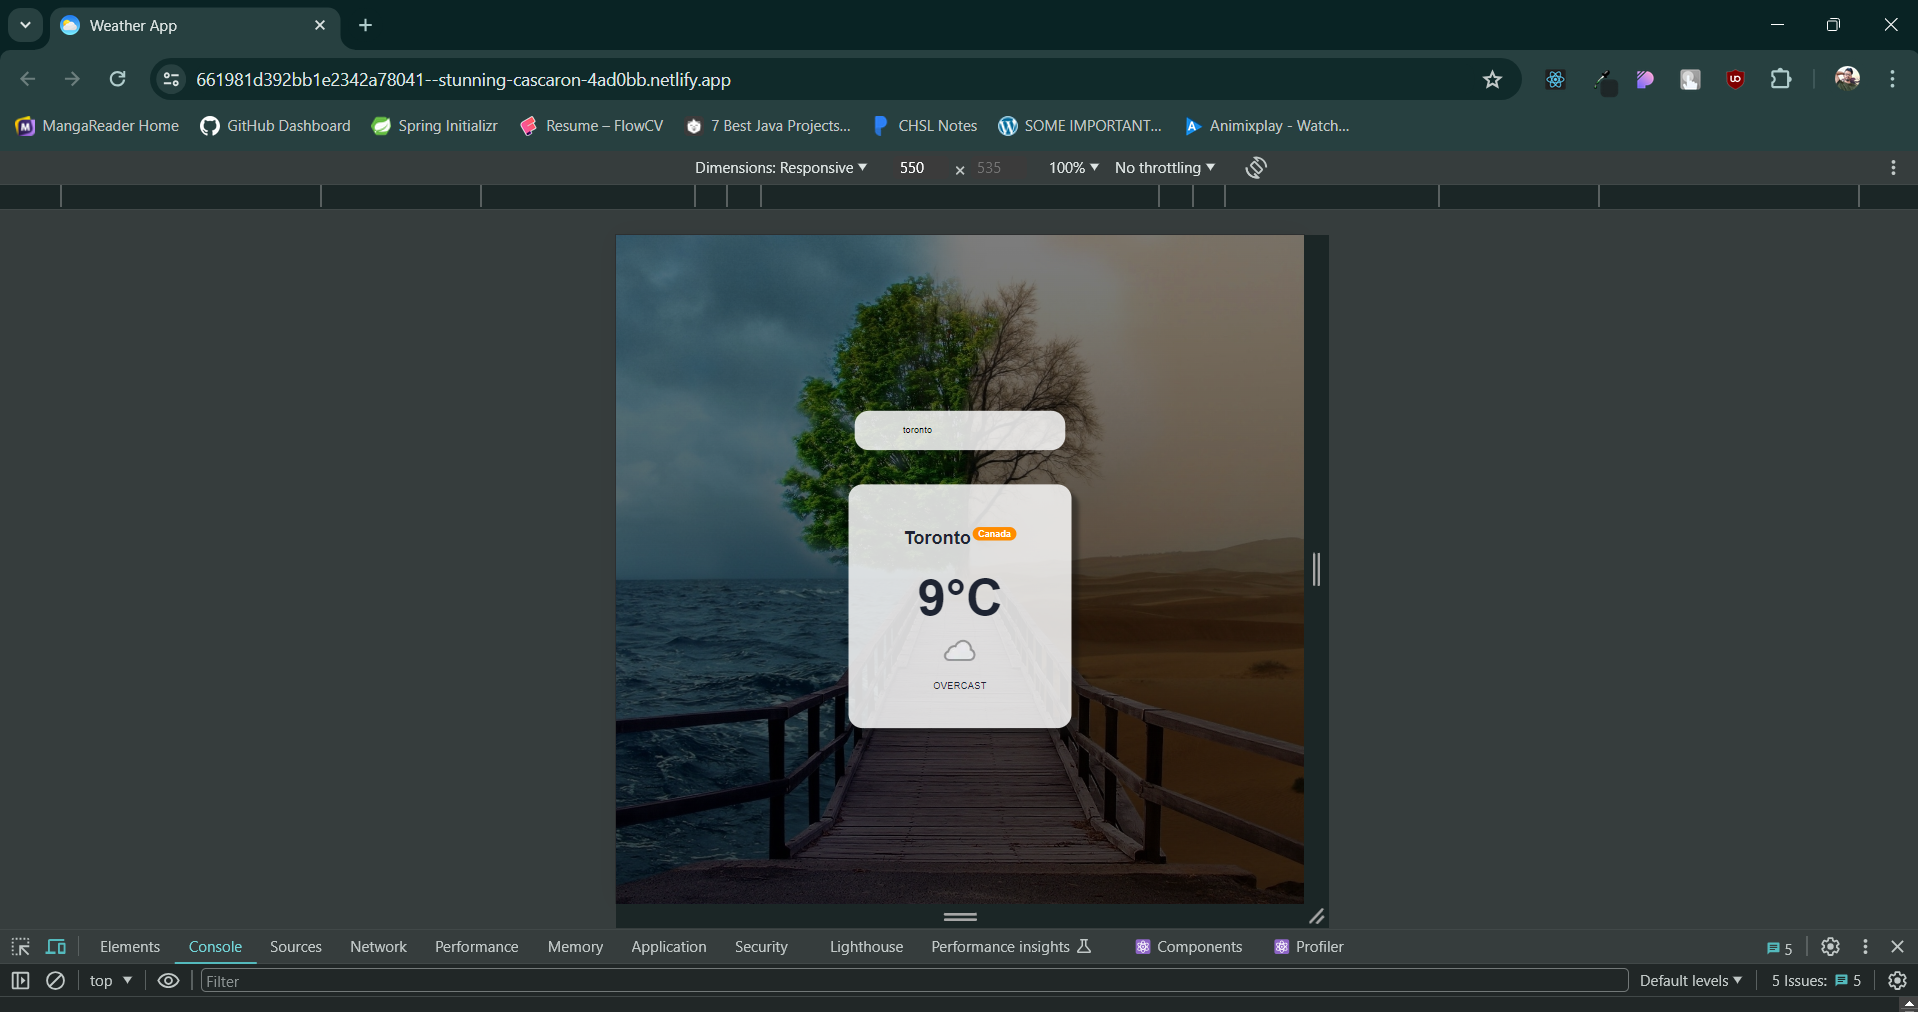 Weather App
661981d392bb1e2342a78041--stunning-cascaron-4ad0bb.netlify.app
MangaReader Home GitHub Dashboard Spring Initializr Resume – FlowCV 7 Best Java Projects... CHSL Notes SOME IMPORTANT... Animixplay - Watch...
Dimensions: Responsive 550 × 535 100% No throttling
toronto
Toronto Canada
9°C
OVERCAST
Elements Console Sources Network Performance Memory Application Security Lighthouse Performance insights Components Profiler 5
top Filter Default levels 5 Issues: 5